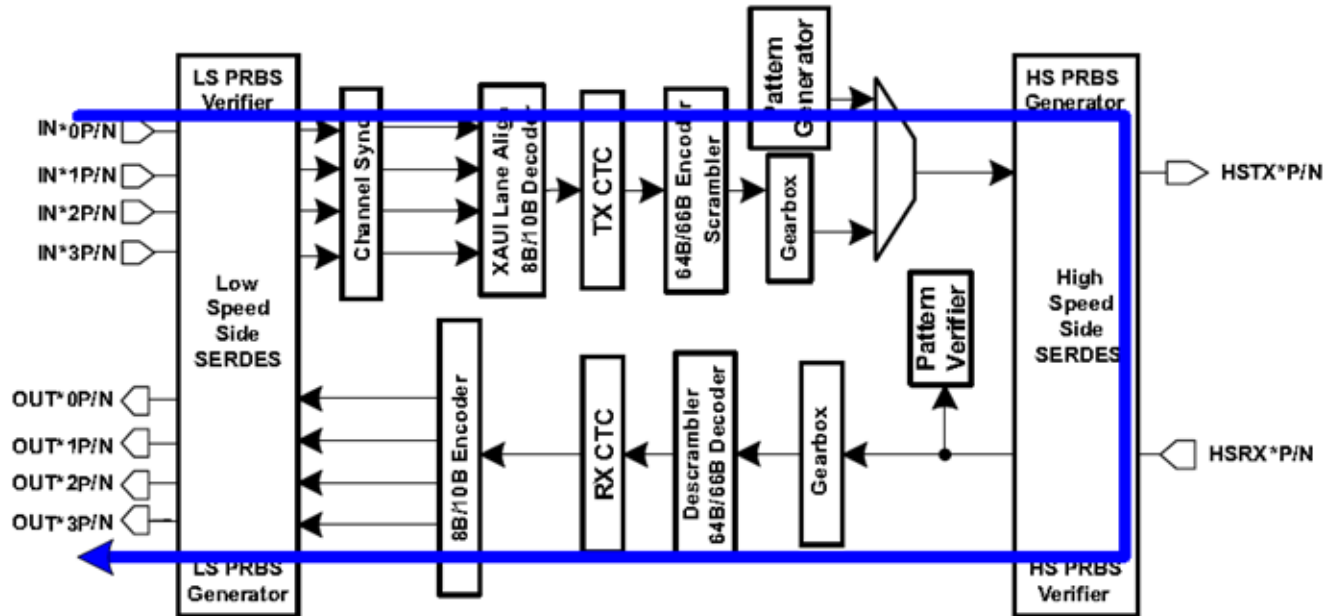 LS PRBS
Verifier
IN*0P/N
IN*1P/N
IN*2P/N
IN*3P/N
Low
Speed
Side
SERDES
OUT*0P/N
OUT*1P/N
OUT*2P/N
OUT*3P/N
LS PRBS
Generator
Channel Sync
XAUI Lane Align
8B/10B Decoder
TX CTC
64B/66B Encoder
Scrambler
Pattern
Generator
Gearbox
HS PRBS
Generator
HSTX*P/N
High
Speed
Side
SERDES
Pattern
Verifier
HSRX*P/N
Gearbox
Descrambler
64B/66B Decoder
RX CTC
8B/10B Encoder
HS PRBS
Verifier